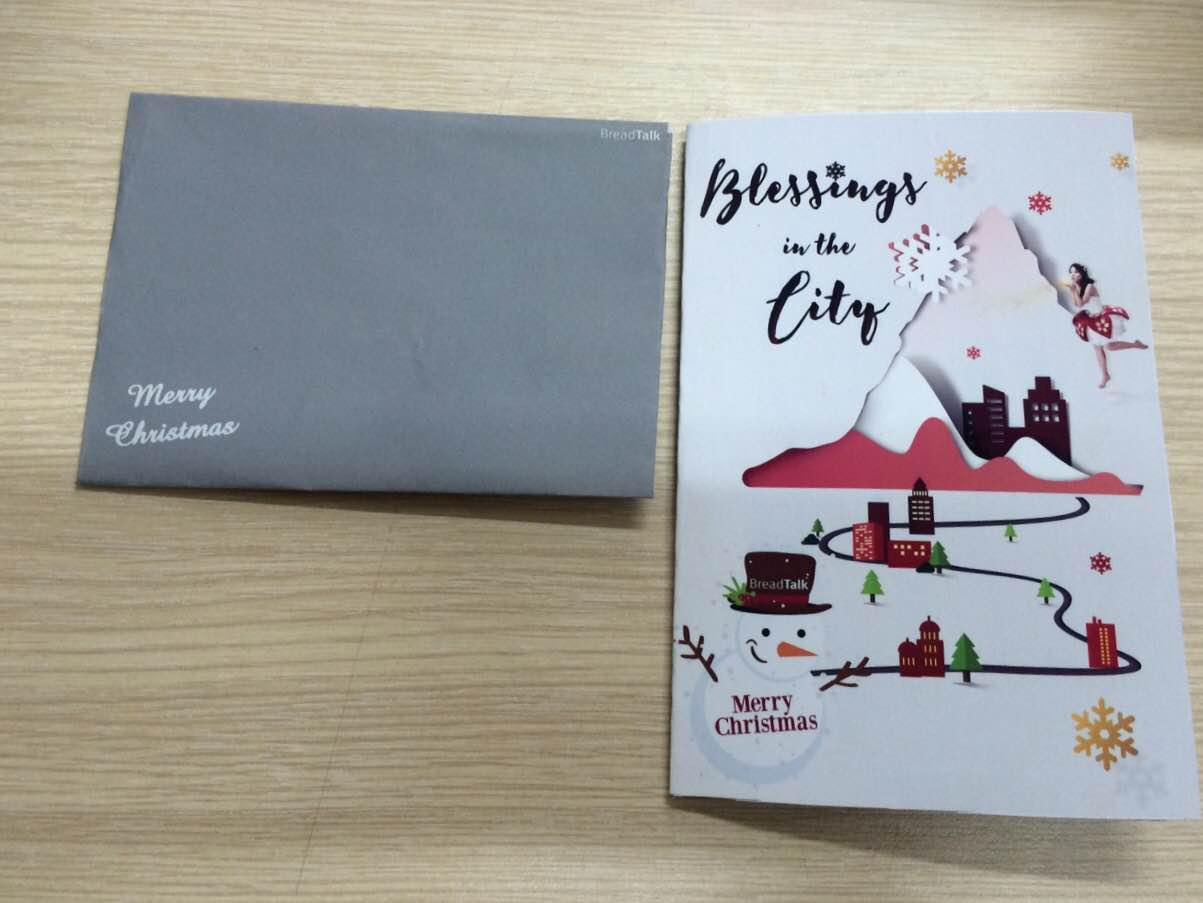 BreadTalk
Merry
Christmas
Blessings
in the
City
BreadTalk
Merry
Christmas